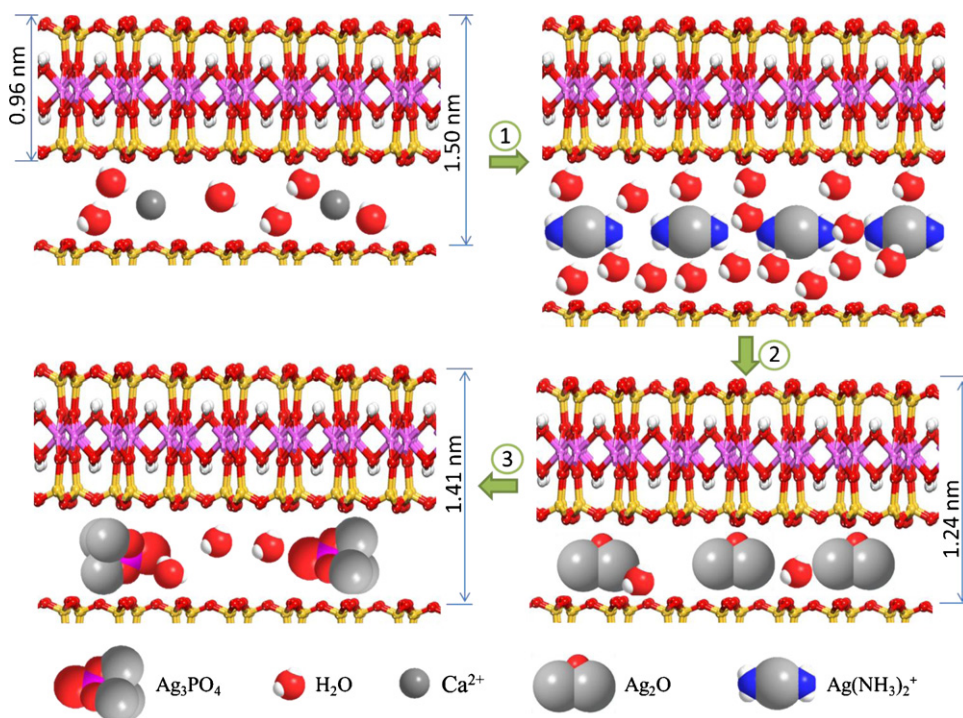 0.96 nm
1.50 nm
1
2
1.24 nm
3
1.41 nm
Ag₃PO₄
H₂O
Ca²⁺
Ag₂O
Ag(NH₃)₂⁺